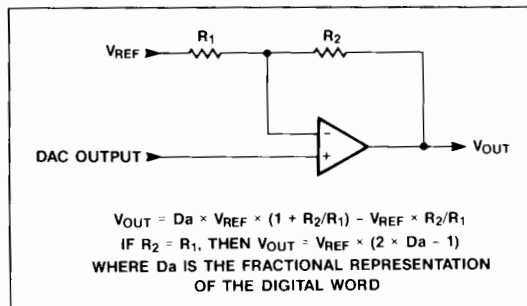 R1
R2
VREF
-
+
DAC OUTPUT
VOUT
VOUT = Da × VREF × (1 + R2/R1) − VREF × R2/R1
IF R2 = R1, THEN VOUT = VREF × (2 × Da − 1)
WHERE Da IS THE FRACTIONAL REPRESENTATION
OF THE DIGITAL WORD